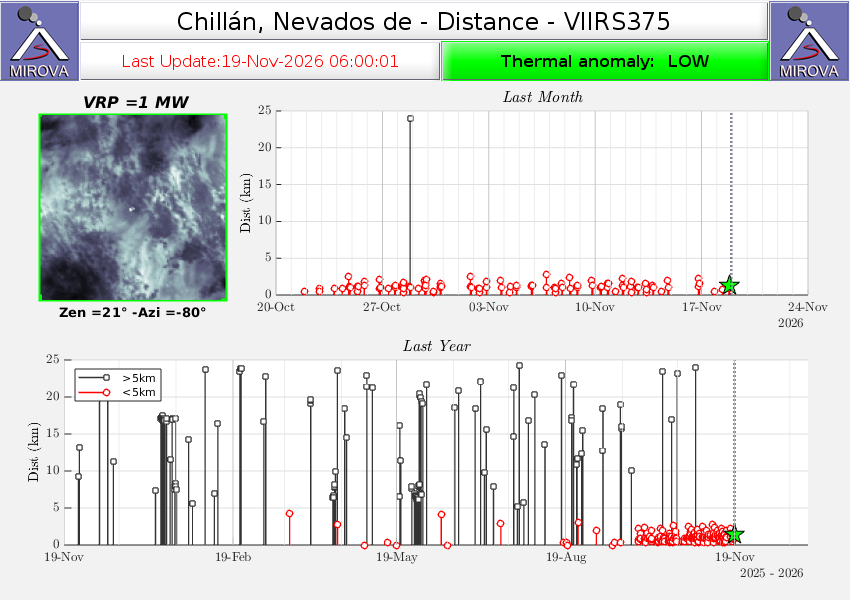 MIROVA
Chillán, Nevados de - Distance - VIIRS375
MIROVA
Last Update:19-Nov-2026 06:00:01
Thermal anomaly: LOW
VRP =1 MW
Zen =21° -Azi =-80°
Last Month
Dist (km)
25
20
15
10
5
0
20-Oct 27-Oct 03-Nov 10-Nov 17-Nov 24-Nov
2026
Last Year
Dist (km)
25
20
15
10
5
0
>5km
<5km
19-Nov 19-Feb 19-May 19-Aug 19-Nov
2025 - 2026